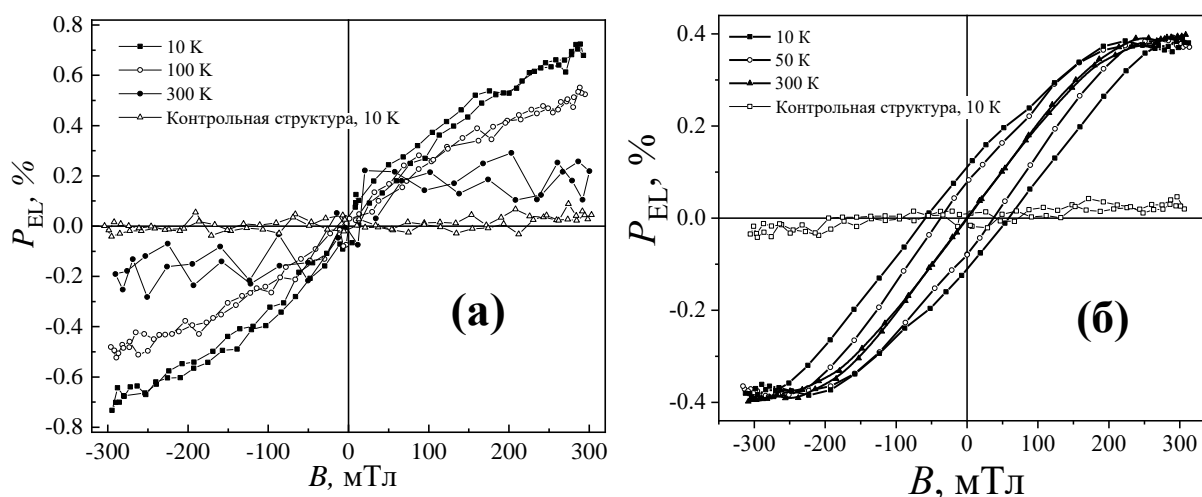 0.8
0.6
0.4
0.2
0.0
-0.2
-0.4
-0.6
-0.8
P_EL, %
10 K
100 K
300 K
Контрольная структура, 10 K
(а)
-300 -200 -100 0 100 200 300
B, мТл
0.4
0.2
0.0
-0.2
-0.4
P_EL, %
10 K
50 K
300 K
Контрольная структура, 10 K
(б)
-300 -200 -100 0 100 200 300
B, мТл